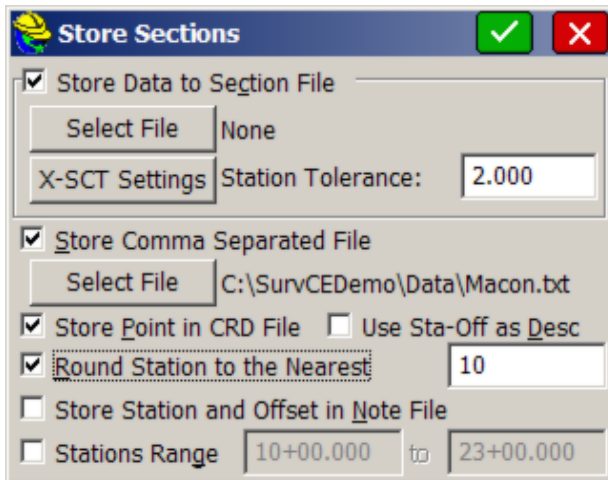 Store Sections
Store Data to Section File
Select File None
X-SCT Settings Station Tolerance: 2.000
Store Comma Separated File
Select File C:\SurvCEDemo\Data\Macon.txt
Store Point in CRD File Use Sta-Off as Desc
Round Station to the Nearest 10
Store Station and Offset in Note File
Stations Range 10+00.000 to 23+00.000